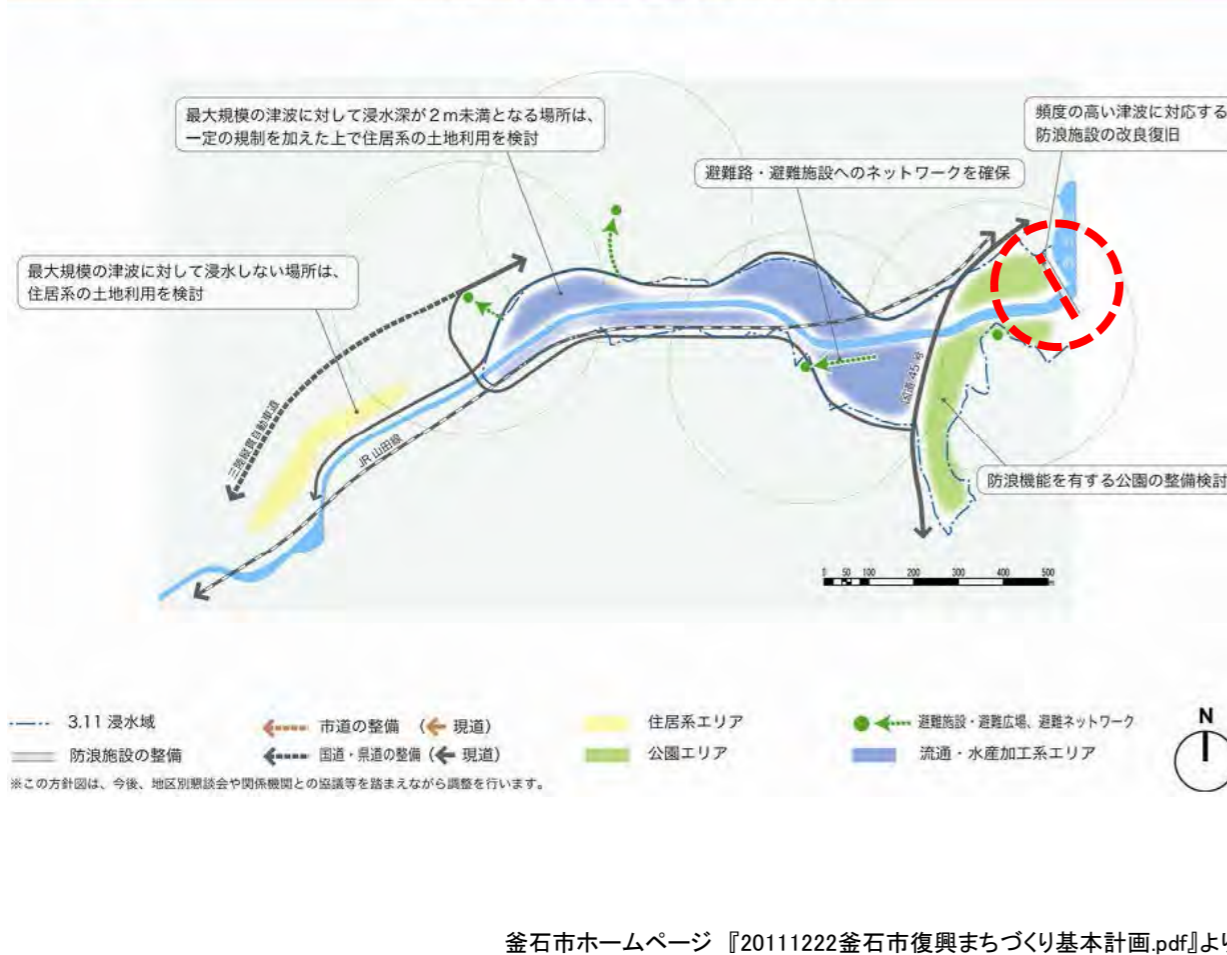 最大規模の津波に対して浸水深が2m未満となる場所は、
一定の規制を加えた上で住居系の土地利用を検討
頻度の高い津波に対応する
防浪施設の改良復旧
避難路・避難施設へのネットワークを確保
最大規模の津波に対して浸水しない場所は、
住居系の土地利用を検討
三陸縦貫自動車道
JR 山田線
国道 45 号
防浪機能を有する公園の整備検討
0 50 100 200 300 400 500
m
3.11 浸水域
市道の整備 (現道)
住居系エリア
避難施設・避難広場、避難ネットワーク
N
防浪施設の整備
国道・県道の整備 (現道)
公園エリア
流通・水産加工系エリア
※この方針図は、今後、地区別懇談会や関係機関との協議等を踏まえながら調整を行います。
釜石市ホームページ 『20111222釜石市復興まちづくり基本計画.pdf』より